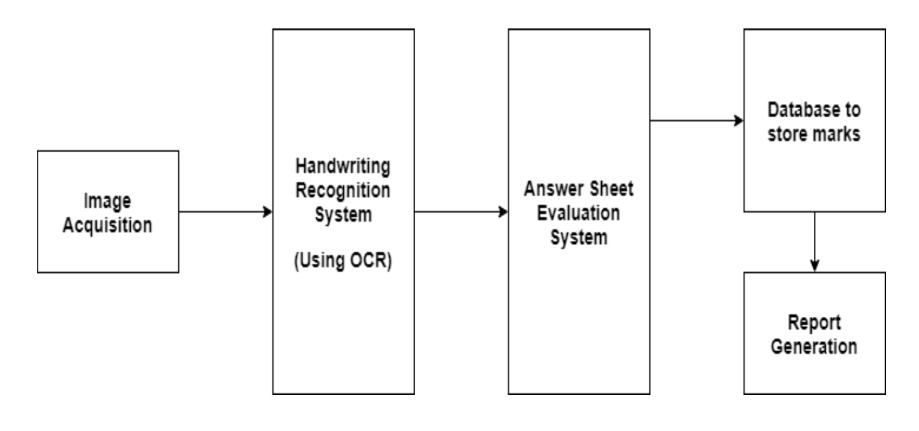 Image
Acquisition
Handwriting
Recognition
System
(Using OCR)
Answer Sheet
Evaluation
System
Database to
store marks
Report
Generation